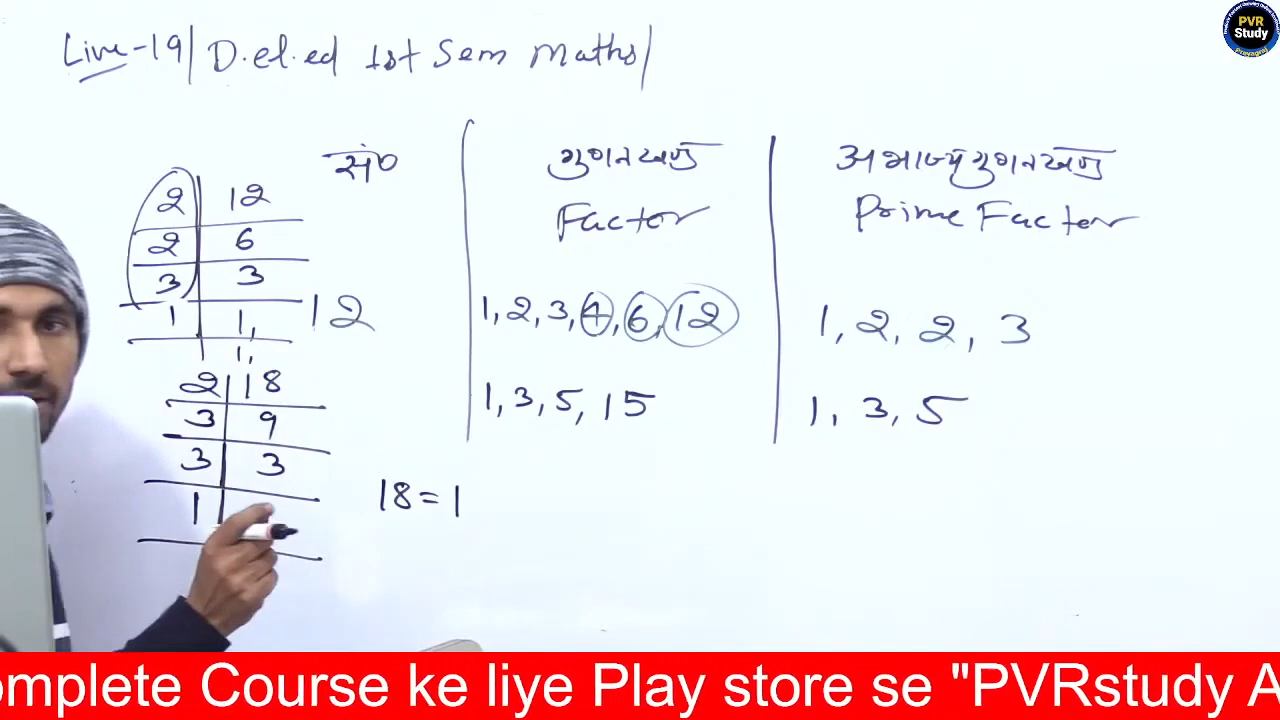 Live-19/ D.el.ed 1st Sem Maths/
PVR
Study
Prayagraj
सं०
गुणनखण्ड
अभाज्य गुणनखण्ड
Factor
Prime Factor
2 | 12
2 | 6
3 | 3
1 | 1,
1,
12
1, 2, 3, 4, 6, 12
1, 2, 2, 3
1, 3, 5, 15
1, 3, 5
2 | 18
3 | 9
3 | 3
1
18 = 1
omplete Course ke liye Play store se "PVRstudy A